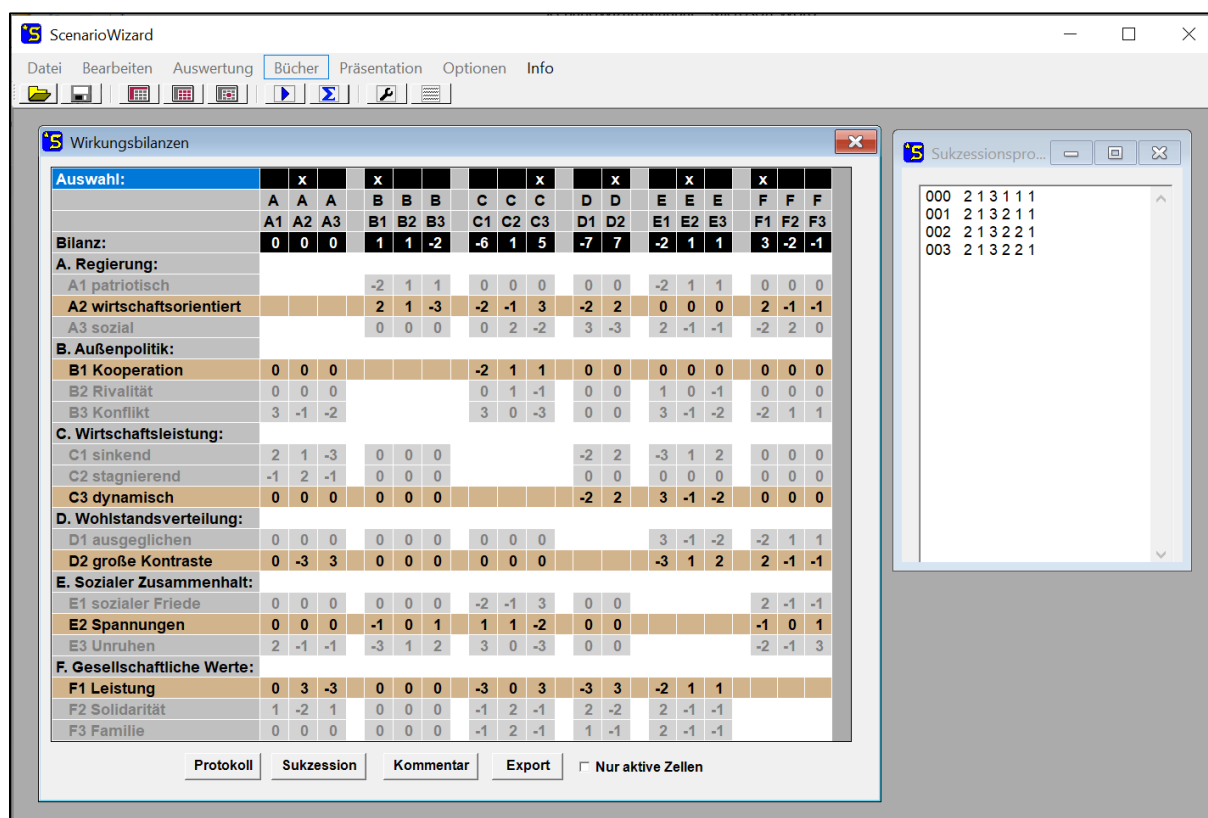 ScenarioWizard
Datei Bearbeiten Auswertung Bücher Präsentation Optionen Info
Wirkungsbilanzen
Auswahl: x x x x x x
A A A B B B C C C D D E E E F F F
A1 A2 A3 B1 B2 B3 C1 C2 C3 D1 D2 E1 E2 E3 F1 F2 F3
Bilanz: 0 0 0 1 1 -2 -6 1 5 -7 7 -2 1 1 3 -2 -1
A. Regierung:
A1 patriotisch -2 1 1 0 0 0 0 0 -2 1 1 0 0 0
A2 wirtschaftsorientiert 2 1 -3 -2 -1 3 -2 2 0 0 0 2 -1 -1
A3 sozial 0 0 0 0 2 -2 3 -3 2 -1 -1 -2 2 0
B. Außenpolitik:
B1 Kooperation 0 0 0 -2 1 1 0 0 0 0 0 0 0 0
B2 Rivalität 0 0 0 0 1 -1 0 0 1 0 -1 0 0 0
B3 Konflikt 3 -1 -2 3 0 -3 0 0 3 -1 -2 -2 1 1
C. Wirtschaftsleistung:
C1 sinkend 2 1 -3 0 0 0 -2 2 -3 1 2 0 0 0
C2 stagnierend -1 2 -1 0 0 0 0 0 0 0 0 0 0 0
C3 dynamisch 0 0 0 0 0 0 -2 2 3 -1 -2 0 0 0
D. Wohlstandsverteilung:
D1 ausgeglichen 0 0 0 0 0 0 0 0 0 3 -1 -2 -2 1 1
D2 große Kontraste 0 -3 3 0 0 0 0 0 0 -3 1 2 2 -1 -1
E. Sozialer Zusammenhalt:
E1 sozialer Friede 0 0 0 0 0 0 -2 -1 3 0 0 2 -1 -1
E2 Spannungen 0 0 0 -1 0 1 1 1 -2 0 0 -1 0 1
E3 Unruhen 2 -1 -1 -3 1 2 3 0 -3 0 0 -2 -1 3
F. Gesellschaftliche Werte:
F1 Leistung 0 3 -3 0 0 0 -3 0 3 -3 3 -2 1 1
F2 Solidarität 1 -2 1 0 0 0 -1 2 -1 2 -2 2 -1 -1
F3 Familie 0 0 0 0 0 0 -1 2 -1 1 -1 2 -1 -1
Protokoll Sukzession Kommentar Export Nur aktive Zellen
Sukzessionspro...
000 2 1 3 1 1 1
001 2 1 3 2 1 1
002 2 1 3 2 2 1
003 2 1 3 2 2 1